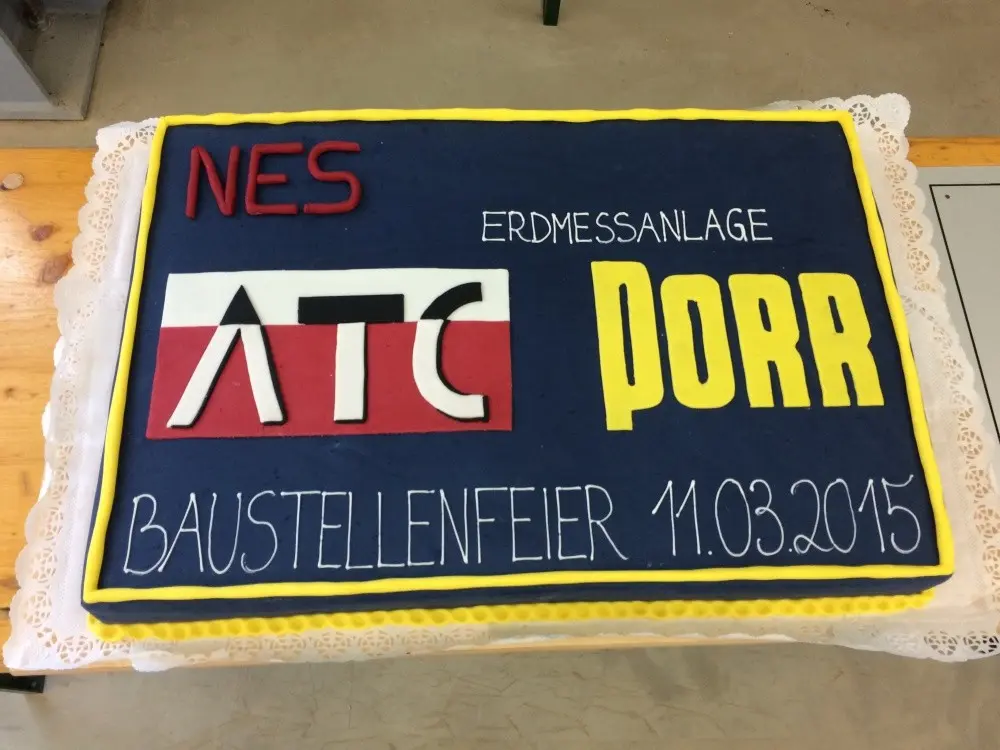 NES
ERDMESSANLAGE
ATC
PORR
BAUSTELLENFEIER 11.03.2015